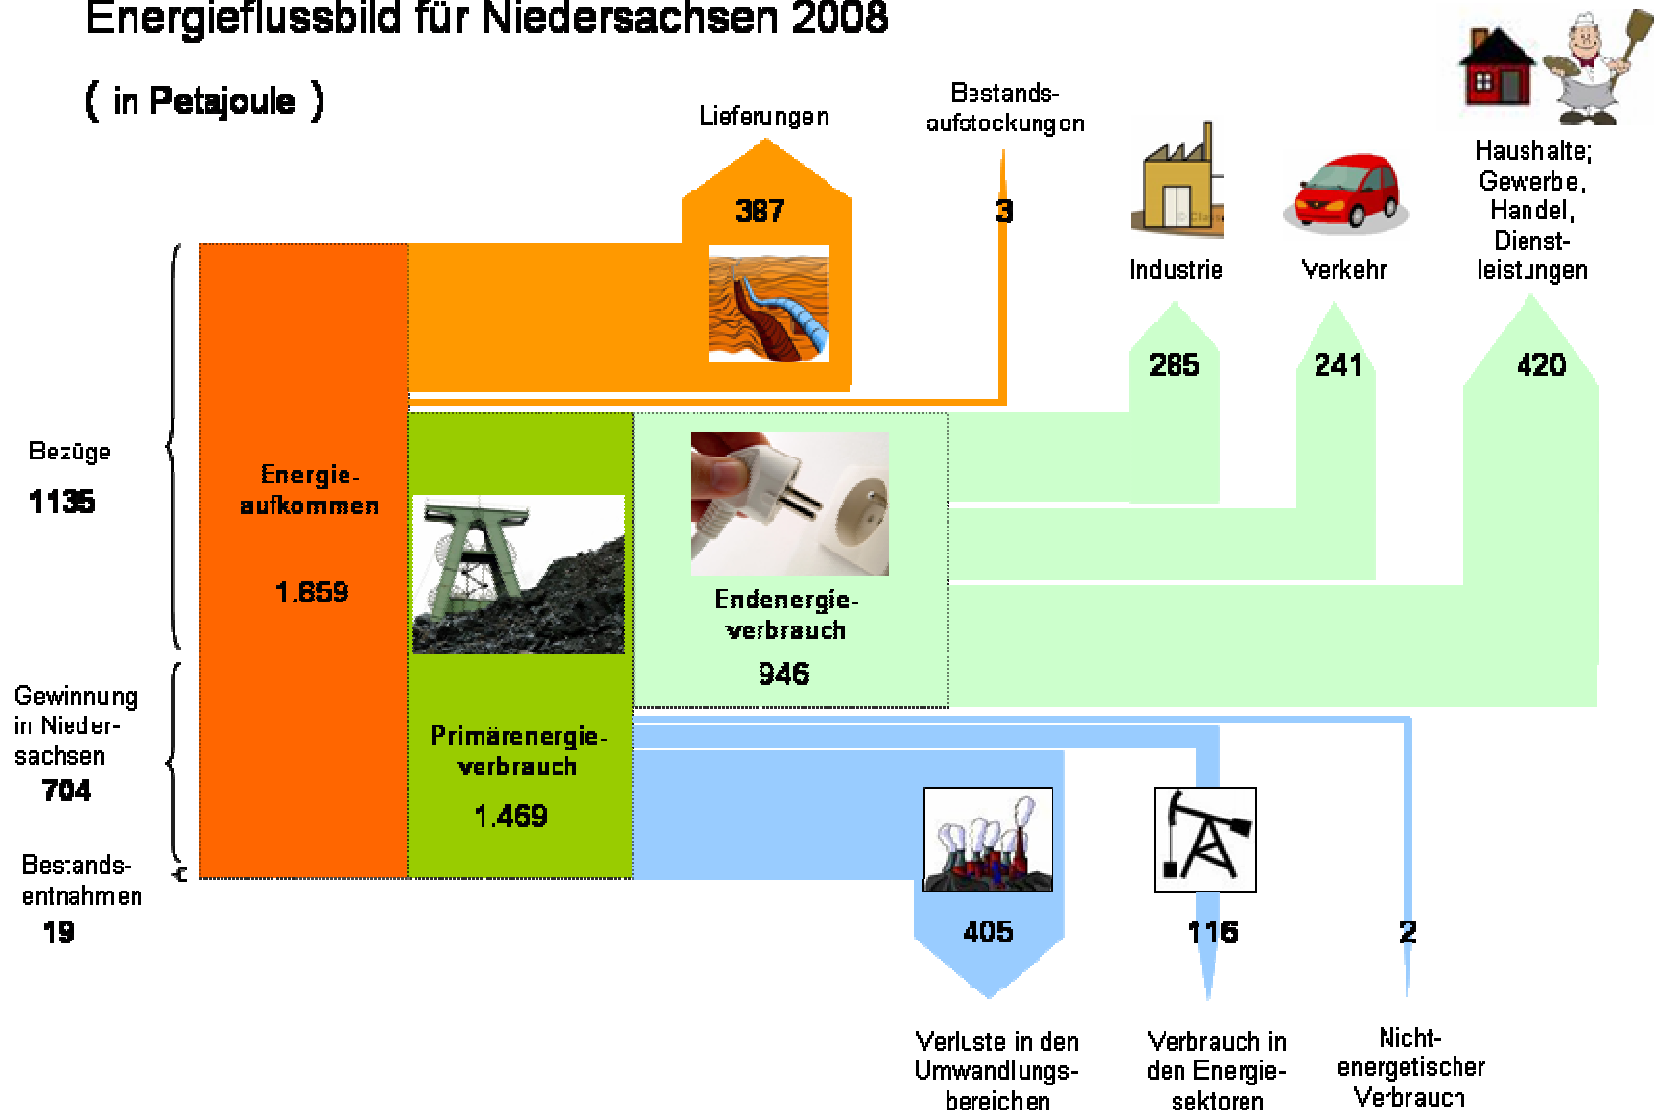 Energieflussbild für Niedersachsen 2008
( in Petajoule )
Lieferungen
387
Bestands-
aufstockungen
3
Industrie
285
Verkehr
241
Haushalte;
Gewerbe,
Handel,
Dienst-
leistungen
420
Bezüge
1135
Energie-
aufkommen
1.859
Endenergie-
verbrauch
946
Gewinnung
in Nieder-
sachsen
704
Primärenergie-
verbrauch
1.469
Bestands-
entnahmen
19
405
116
2
Verluste in den
Umwandlungs-
bereichen
Verbrauch in
den Energie-
sektoren
Nicht-
energetischer
Verbrauch